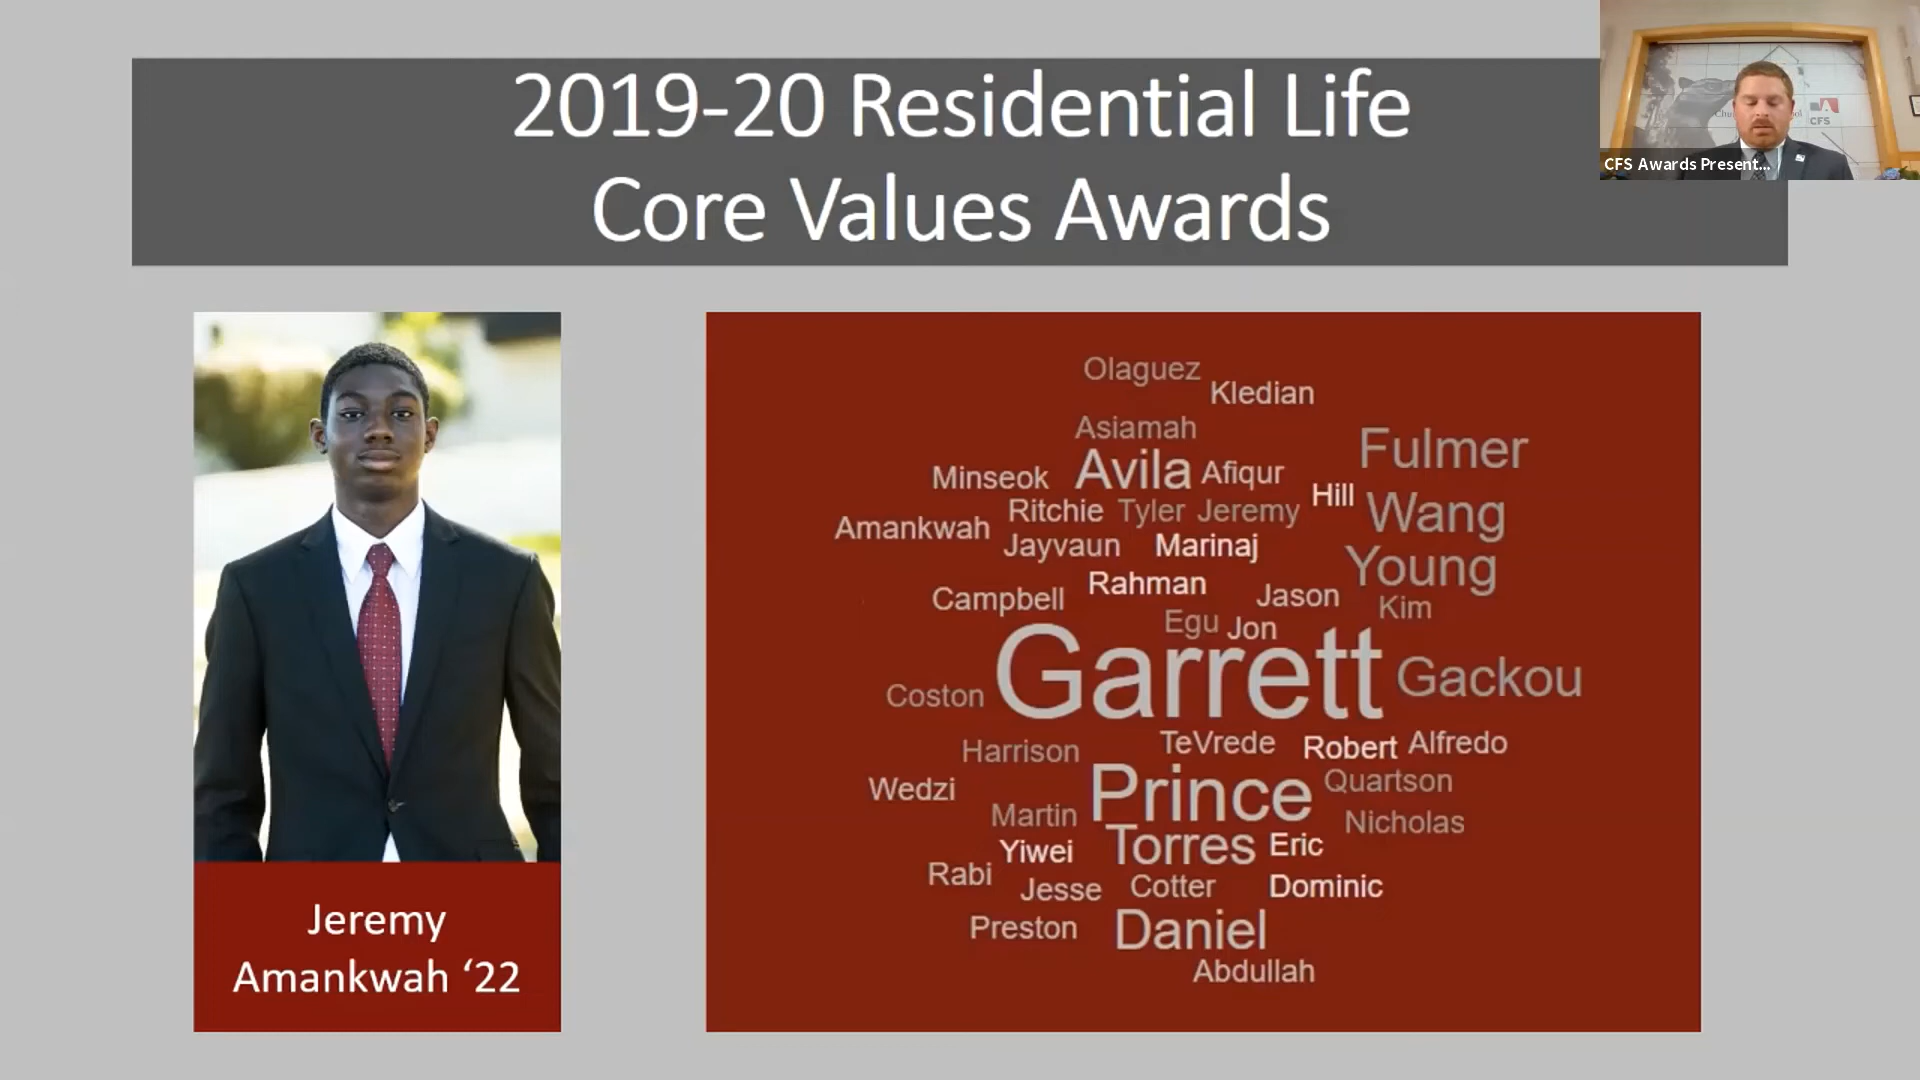 2019-20 Residential Life
Core Values Awards
CFS
CFS Awards Present...
Jeremy
Amankwah ‘22
Olaguez
Kledian
Asiamah
Fulmer
Minseok Avila Afiqur
Hill
Ritchie Tyler Jeremy
Wang
Amankwah
Jayvaun Marinaj
Young
Rahman
Campbell
Jason
Kim
Egu Jon
Garrett
Gackou
Coston
Harrison
TeVrede Robert Alfredo
Wedzi
Prince
Quartson
Martin
Nicholas
Yiwei Torres Eric
Rabi
Jesse Cotter Dominic
Preston Daniel
Abdullah